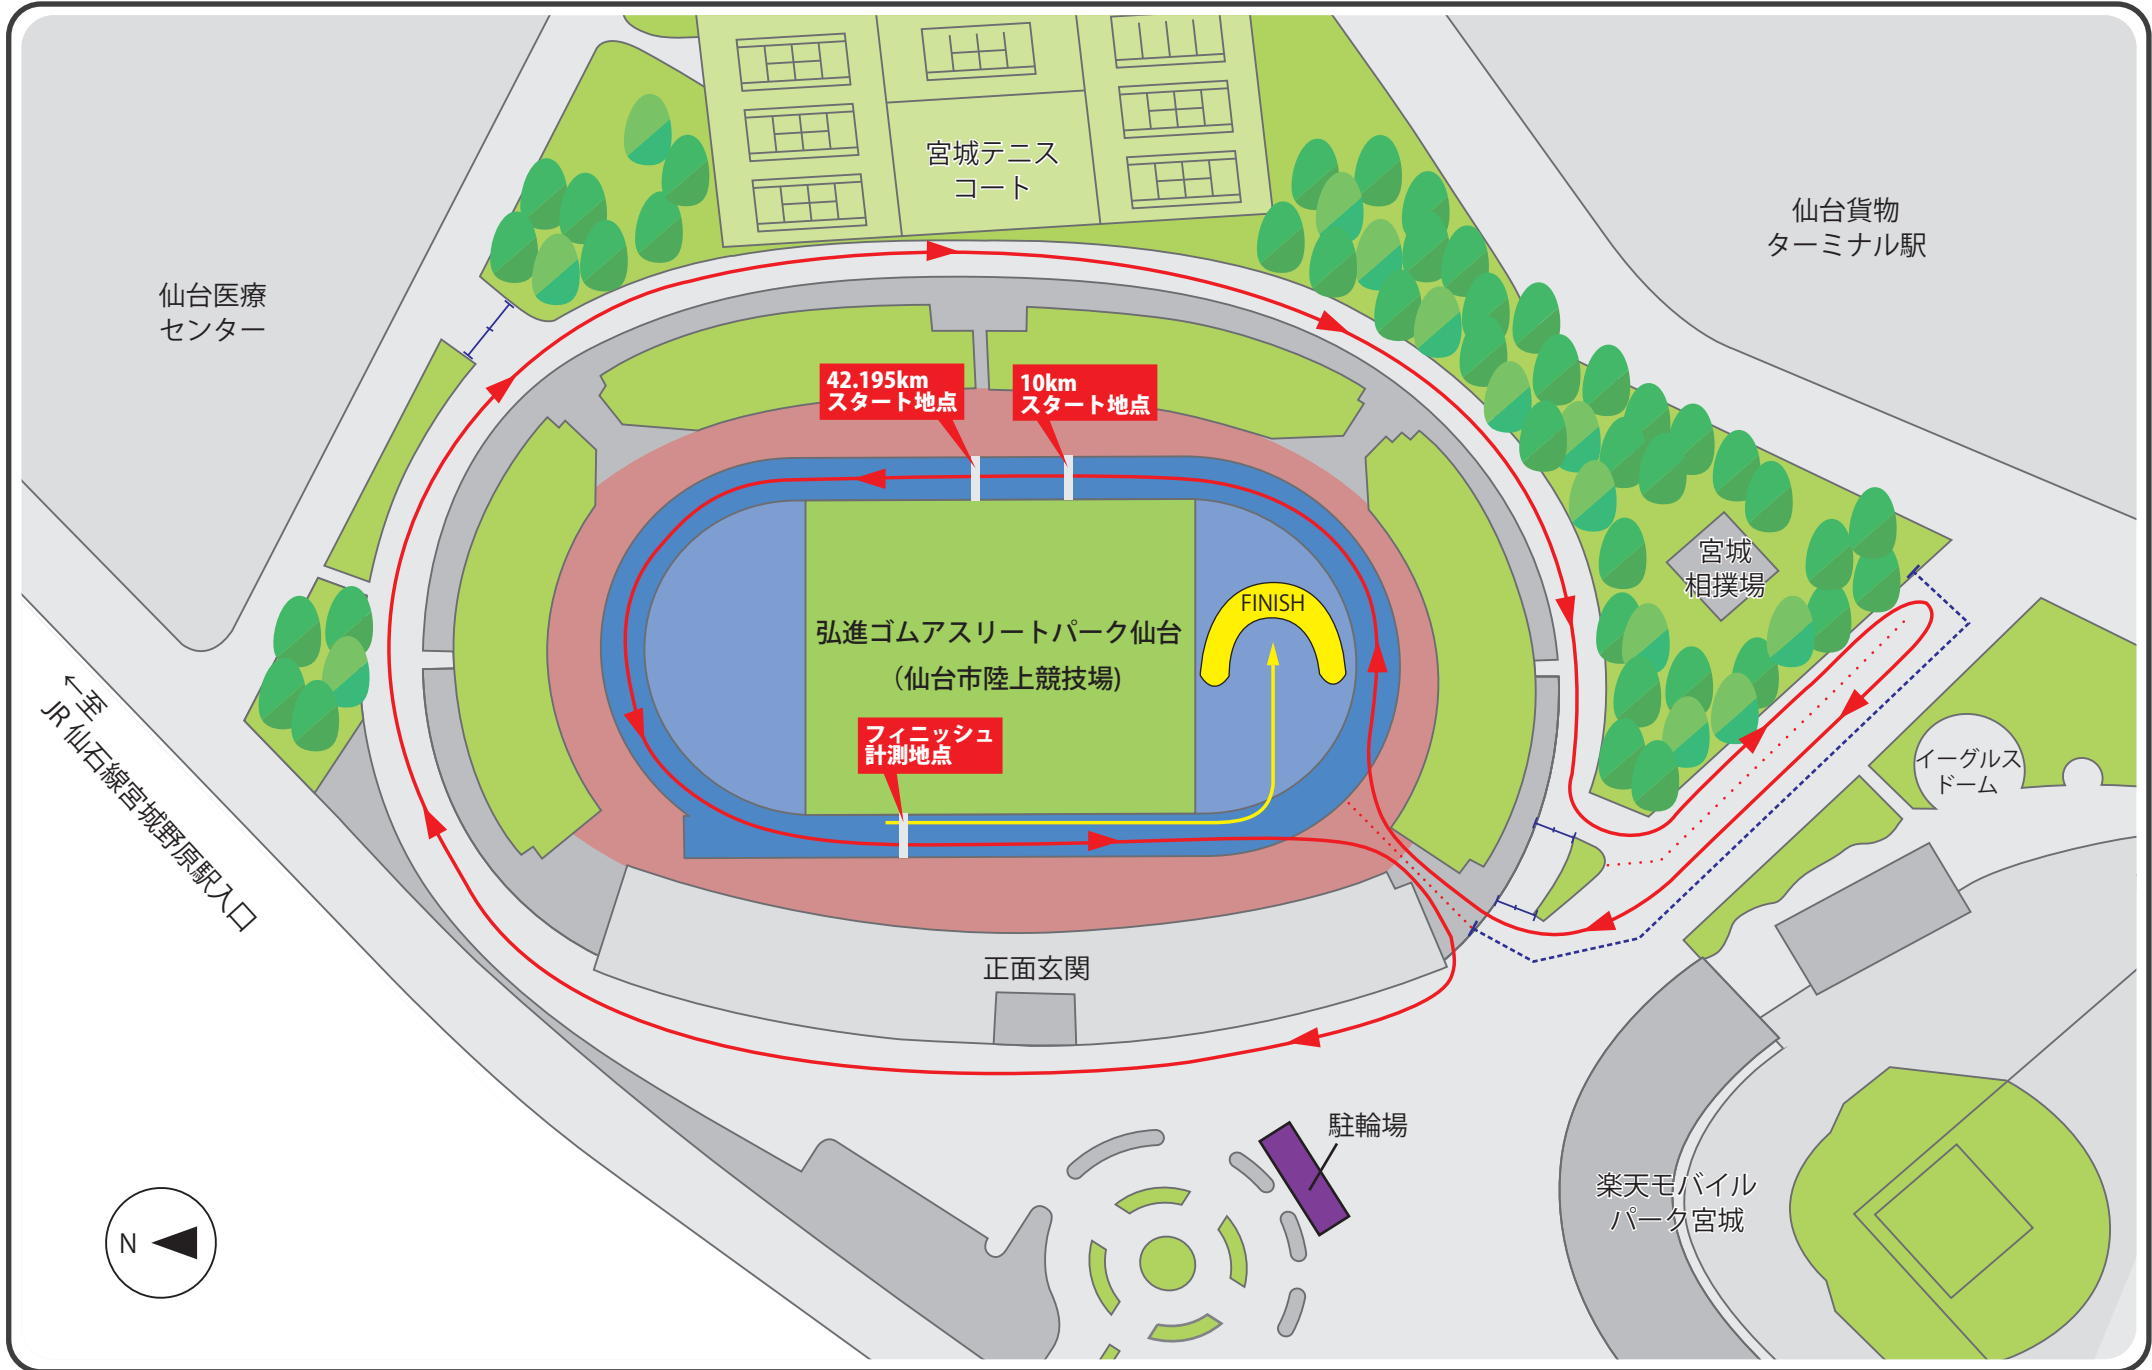 宮城テニス
コート
仙台貨物
ターミナル駅
仙台医療
センター
42.195km
スタート地点
10km
スタート地点
宮城
相撲場
FINISH
弘進ゴムアスリートパーク仙台
（仙台市陸上競技場)
フィニッシュ
計測地点
←至
JR仙石線宮城野原駅入口
イーグルス
ドーム
正面玄関
駐輪場
楽天モバイル
パーク宮城
N